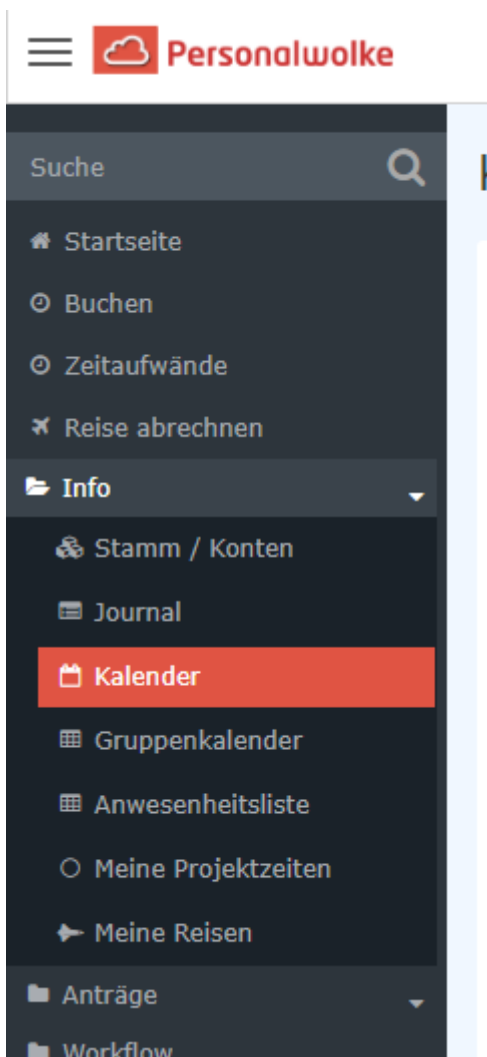 Personalwolke
Suche
Startseite
Buchen
Zeitaufwände
Reise abrechnen
Info
Stamm / Konten
Journal
Kalender
Gruppenkalender
Anwesenheitsliste
Meine Projektzeiten
Meine Reisen
Anträge
Workflow